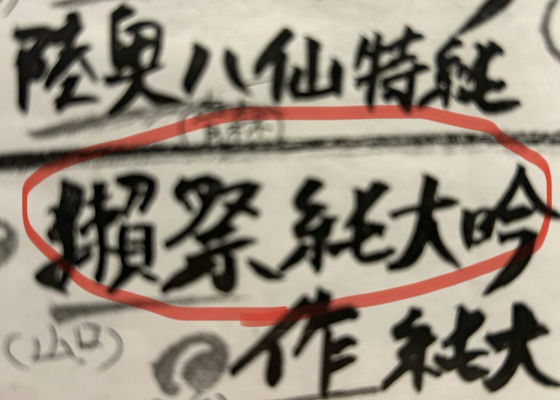 陸奥八仙特純
獺祭純大吟
(山口)
作 純大